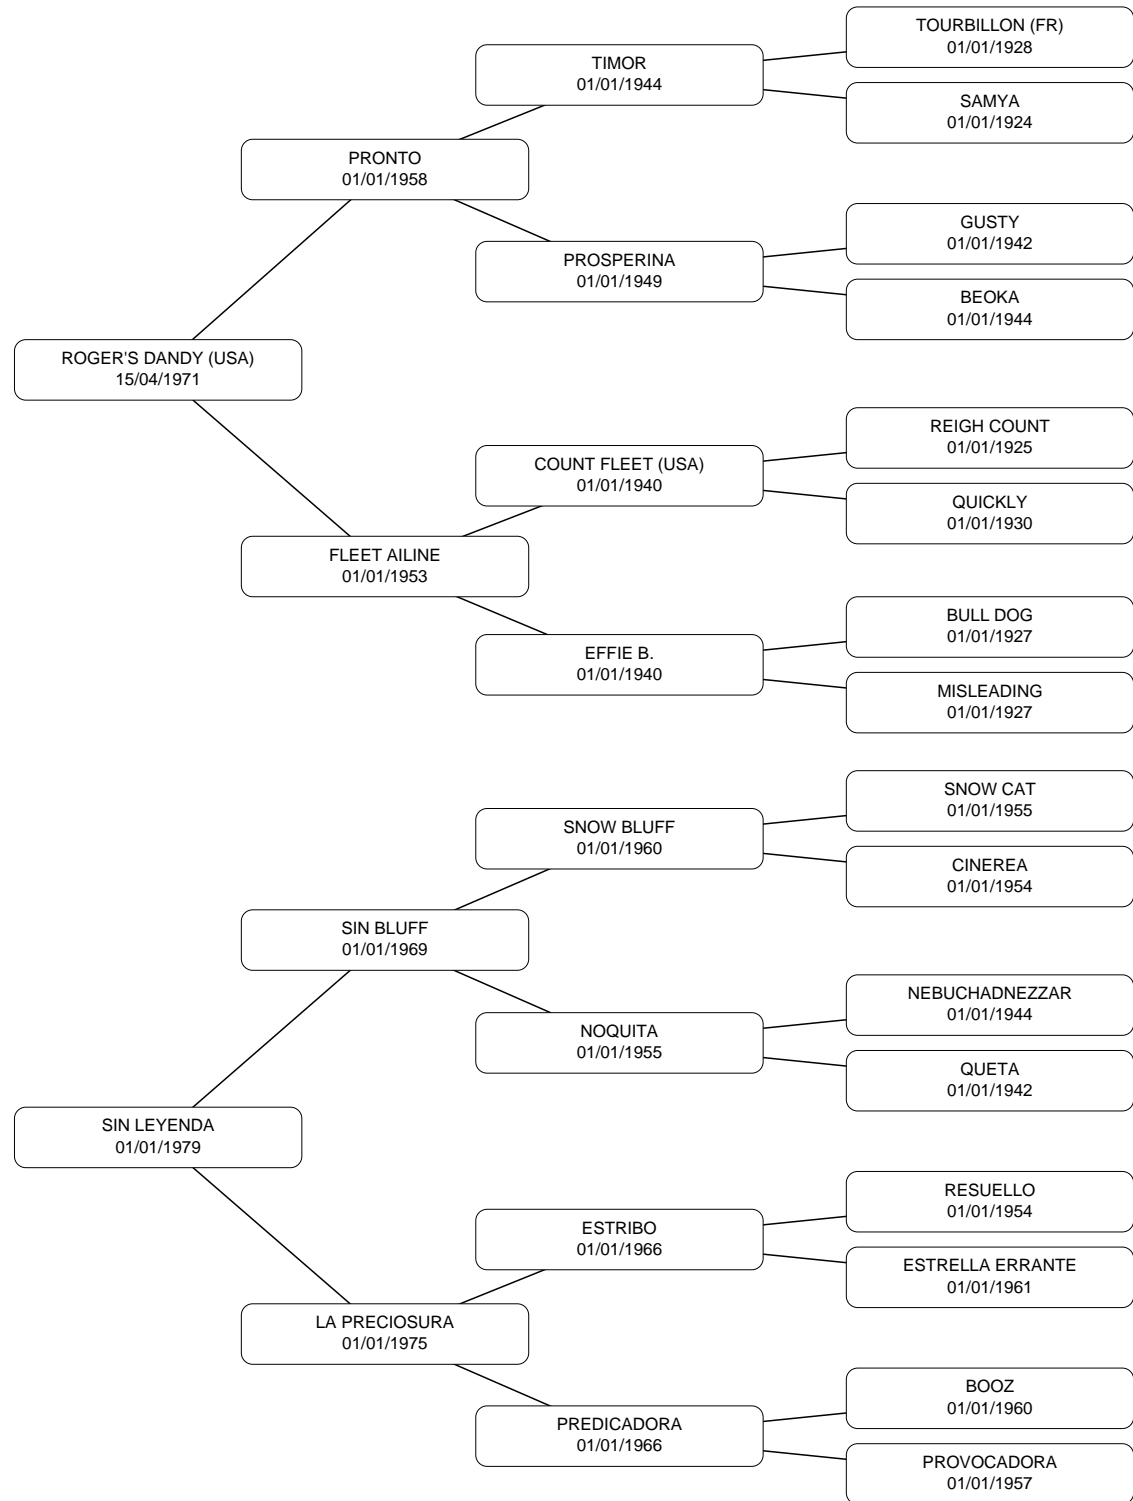 TOURBILLON (FR)
01/01/1928
TIMOR
01/01/1944
SAMYA
01/01/1924
PRONTO
01/01/1958
GUSTY
01/01/1942
PROSPERINA
01/01/1949
BEOKA
01/01/1944
ROGER'S DANDY (USA)
15/04/1971
REIGH COUNT
01/01/1925
COUNT FLEET (USA)
01/01/1940
QUICKLY
01/01/1930
FLEET AILINE
01/01/1953
BULL DOG
01/01/1927
EFFIE B.
01/01/1940
MISLEADING
01/01/1927
SNOW CAT
01/01/1955
SNOW BLUFF
01/01/1960
CINEREA
01/01/1954
SIN BLUFF
01/01/1969
NEBUCHADNEZZAR
01/01/1944
NOQUITA
01/01/1955
QUETA
01/01/1942
SIN LEYENDA
01/01/1979
RESUELLO
01/01/1954
ESTRIBO
01/01/1966
ESTRELLA ERRANTE
01/01/1961
LA PRECIOSURA
01/01/1975
BOOZ
01/01/1960
PREDICADORA
01/01/1966
PROVOCADORA
01/01/1957